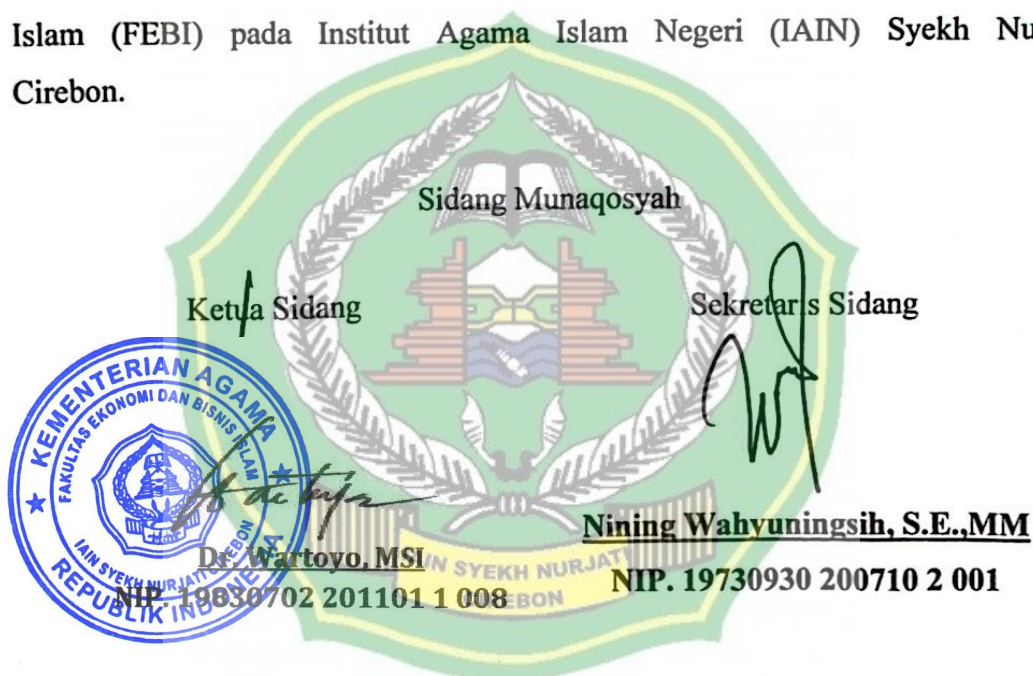 Islam (FEBI) pada Institut Agama Islam Negeri (IAIN) Syekh Nu
Cirebon.
Sidang Munaqosyah
Ketua Sidang
Sekretaris Sidang
KEMENTERIAN AGAMA
FAKULTAS EKONOMI DAN BISNIS ISLAM
IAIN SYEKH NURJATI CIREBON
REPUBLIK INDONESIA
Dr. Wartoyo, MSI
NIP. 19830702 201101 1 008
Nining Wahyuningsih, S.E.,MM
NIP. 19730930 200710 2 001
IAIN SYEKH NURJATI
CIREBON